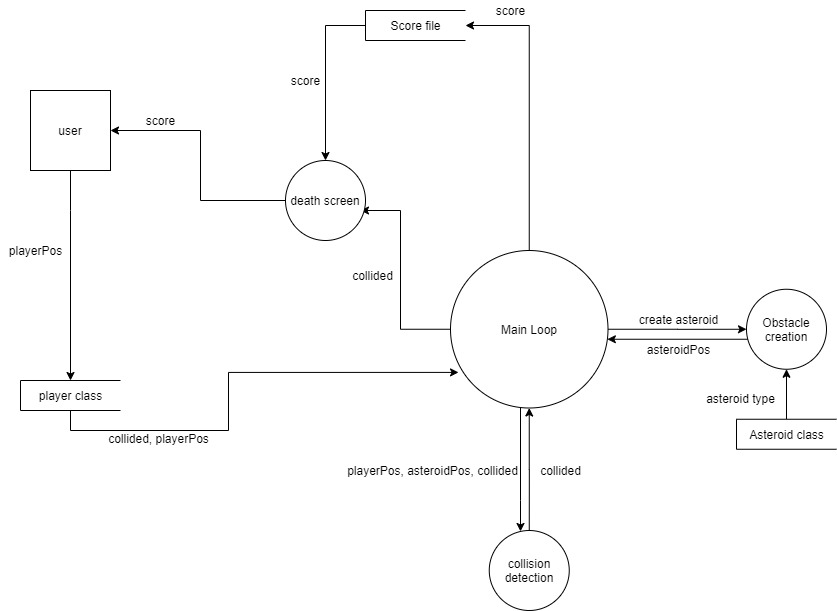 score
Score file
score
user
score
death screen
playerPos
collided
Main Loop
create asteroid
Obstacle
creation
asteroidPos
player class
asteroid type
collided, playerPos
Asteroid class
playerPos, asteroidPos, collided
collided
collision
detection